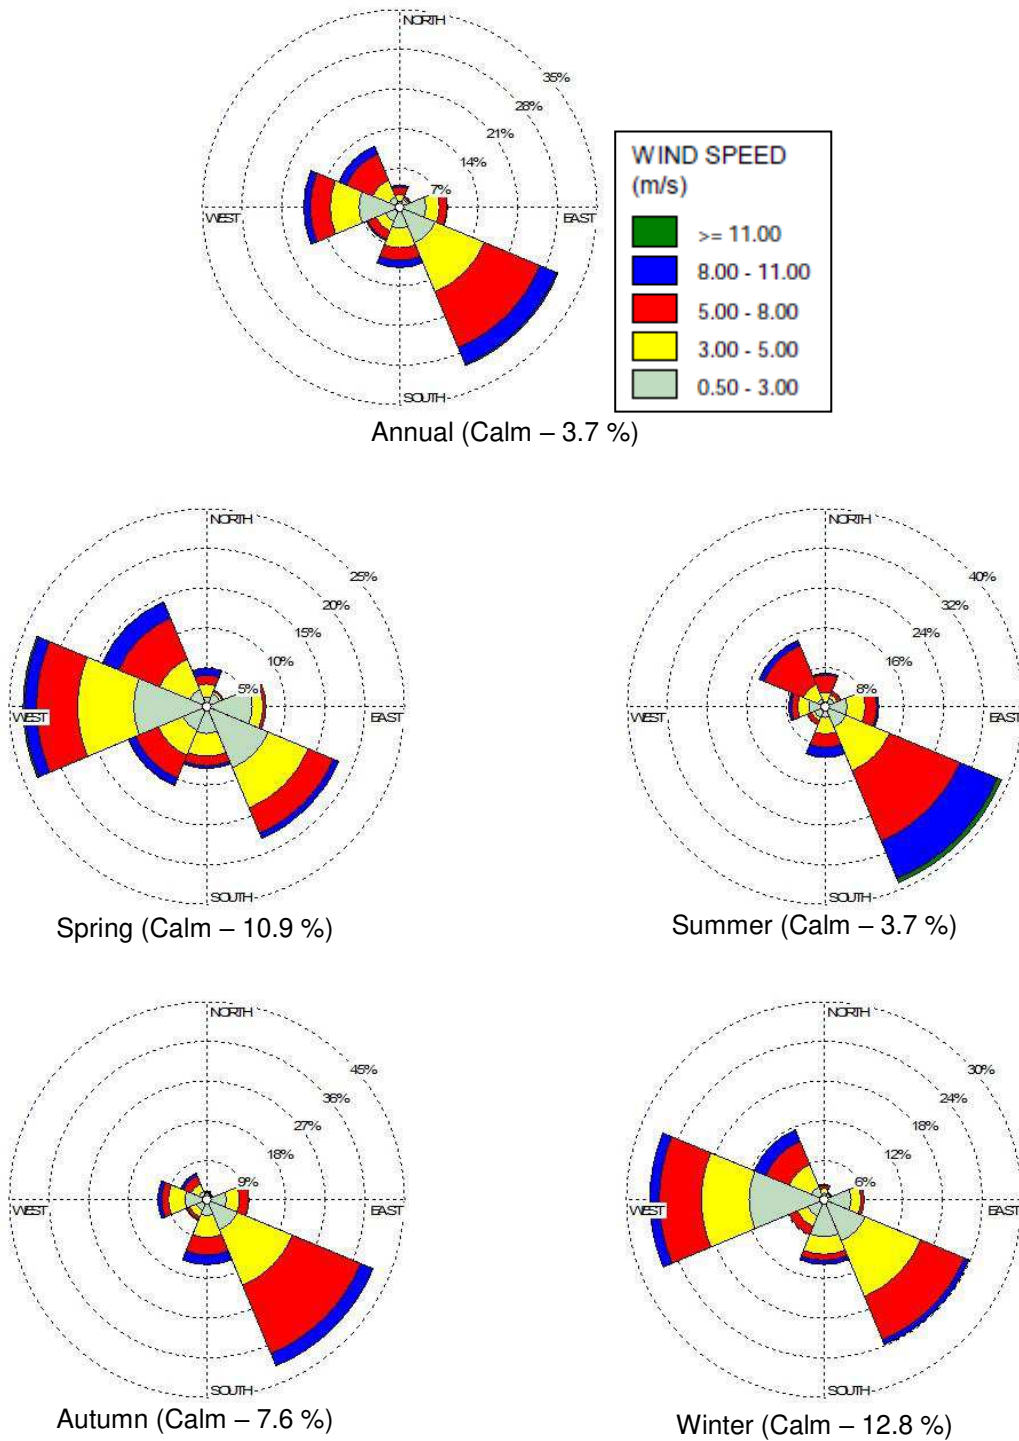 NORTH
35%
28%
21%
14%
7%
WEST
EAST
SOUTH
WIND SPEED
(m/s)
>= 11.00
8.00 - 11.00
5.00 - 8.00
3.00 - 5.00
0.50 - 3.00
Annual (Calm – 3.7 %)
NORTH
25%
20%
15%
10%
5%
WEST
EAST
SOUTH
Spring (Calm – 10.9 %)
NORTH
40%
32%
24%
16%
8%
WEST
EAST
SOUTH
Summer (Calm – 3.7 %)
NORTH
45%
36%
27%
18%
9%
WEST
EAST
SOUTH
Autumn (Calm – 7.6 %)
NORTH
30%
24%
18%
12%
6%
WEST
EAST
SOUTH
Winter (Calm – 12.8 %)